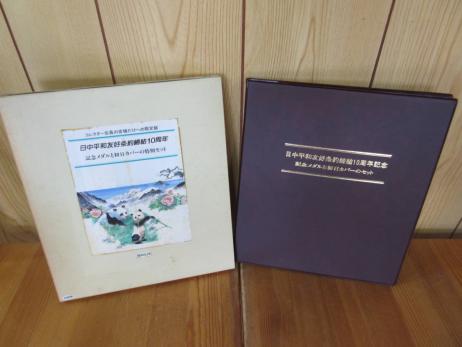 日中平和友好条約締結10周年
記念メダルと初日カバーの特別セット
日中平和友好条約締結10周年記念
記念メダルと初日カバーのセット